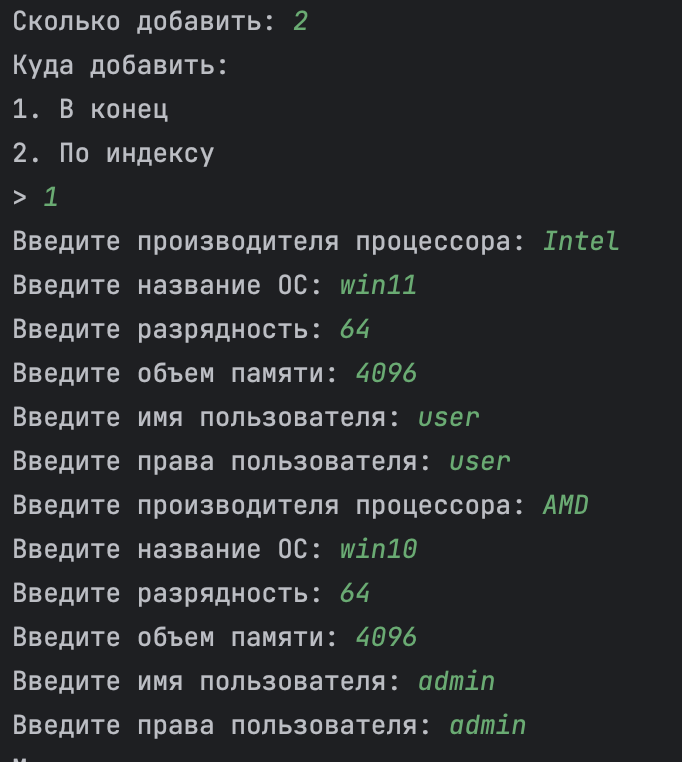 Сколько добавить: 2
Куда добавить:
1. В конец
2. По индексу
> 1
Введите производителя процессора: Intel
Введите название ОС: win11
Введите разрядность: 64
Введите объем памяти: 4096
Введите имя пользователя: user
Введите права пользователя: user
Введите производителя процессора: AMD
Введите название ОС: win10
Введите разрядность: 64
Введите объем памяти: 4096
Введите имя пользователя: admin
Введите права пользователя: admin